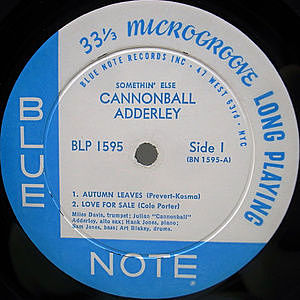 33⅓ MICROGROOVE LONG PLAYING
BLUE NOTE RECORDS INC • 47 WEST 63rd • NYC
SOMETHIN' ELSE
CANNONBALL
ADDERLEY
BLP 1595
Side 1
(BN 1595-A)
1. AUTUMN LEAVES (Prevert-Kosma)
2. LOVE FOR SALE (Cole Porter)
Miles Davis, trumpet; Julian "Cannonball"
Adderley, alto sax; Hank Jones, piano;
Sam Jones, bass; Art Blakey, drums.
BLUE
NOTE